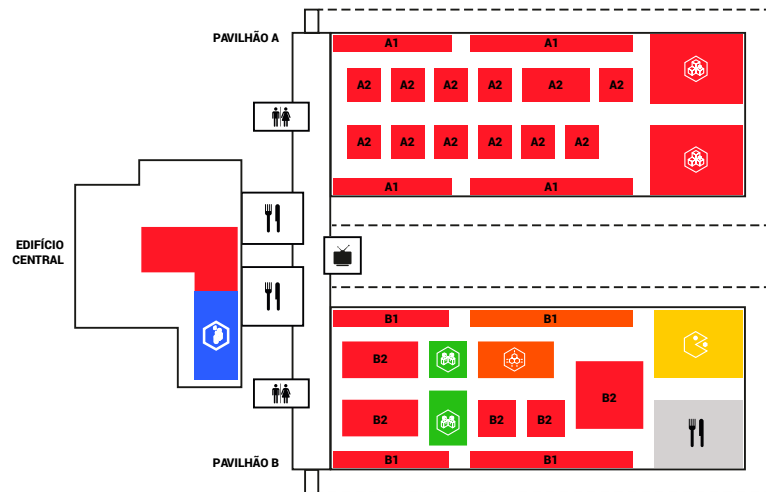 PAVILHÃO A
A1 A1
A2 A2 A2 A2 A2 A2
A2 A2 A2 A2 A2 A2
A1 A1
EDIFÍCIO
CENTRAL
B1 B1
B2
B2
B2 B2 B2
B1 B1
PAVILHÃO B